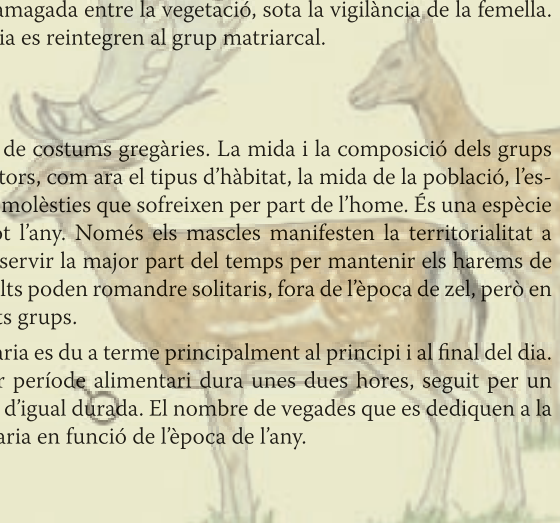 amagada entre la vegetació, sota la vigilància de la femella.
ia es reintegren al grup matriarcal.
de costums gregàries. La mida i la composició dels grups
tors, com ara el tipus d'hàbitat, la mida de la població, l'es-
molèsties que sofreixen per part de l'home. És una espècie
ot l'any. Només els mascles manifesten la territorialitat a
servir la major part del temps per mantenir els harems de
lts poden romandre solitaris, fora de l'època de zel, però en
ts grups.
aria es du a terme principalment al principi i al final del dia.
r període alimentari dura unes dues hores, seguit per un
d'igual durada. El nombre de vegades que es dediquen a la
aria en funció de l'època de l'any.